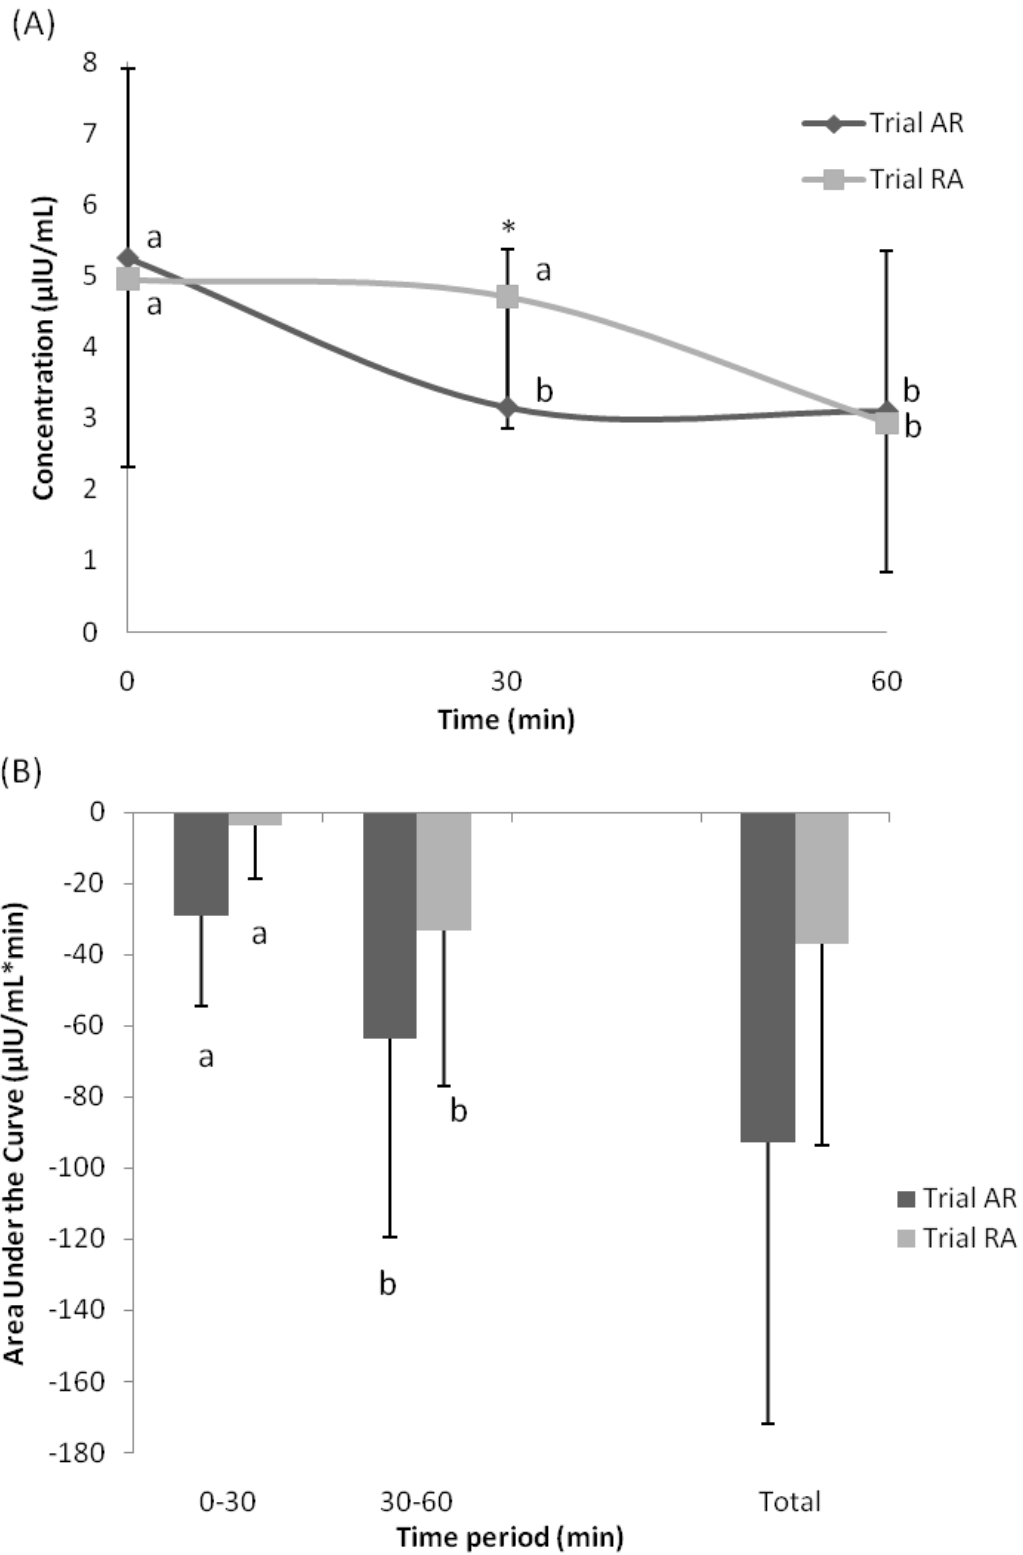 (A)
8
7
6
5
4
3
2
1
0
Concentration (µIU/mL)
Trial AR
Trial RA
a
a
*
a
b
b
b
0 30 60
Time (min)
(B)
0
-20
-40
-60
-80
-100
-120
-140
-160
-180
Area Under the Curve (µIU/mL*min)
a
a
b
b
Trial AR
Trial RA
0-30 30-60 Total
Time period (min)